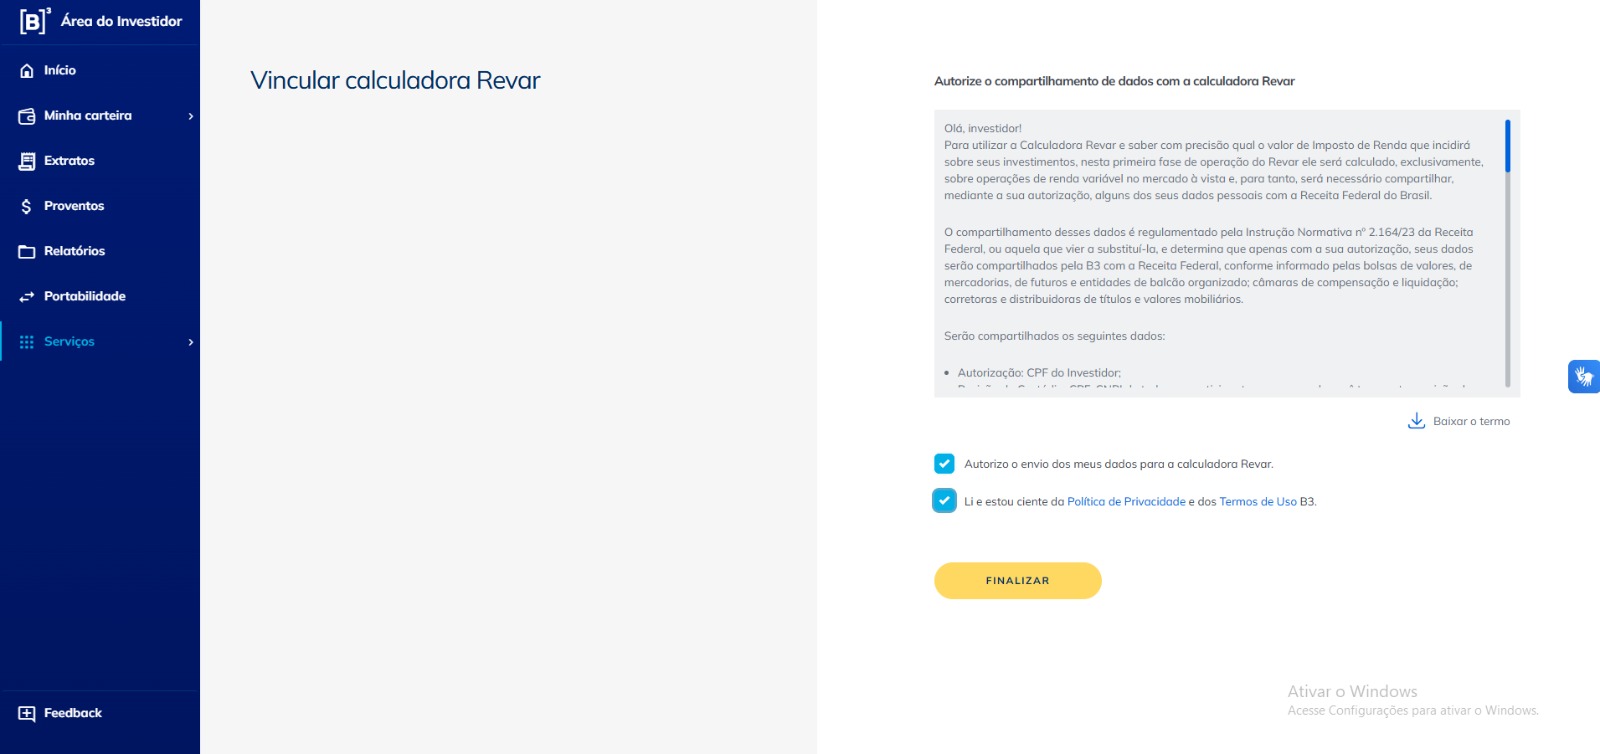 [B]³ Área do Investidor
Início
Minha carteira
Extratos
Proventos
Relatórios
Portabilidade
Serviços
Feedback
Vincular calculadora Revar
Autorize o compartilhamento de dados com a calculadora Revar
Olá, investidor!
Para utilizar a Calculadora Revar e saber com precisão qual o valor de Imposto de Renda que incidirá
sobre seus investimentos, nesta primeira fase de operação do Revar ele será calculado, exclusivamente,
sobre operações de renda variável no mercado à vista e, para tanto, será necessário compartilhar,
mediante a sua autorização, alguns dos seus dados pessoais com a Receita Federal do Brasil.
O compartilhamento desses dados é regulamentado pela Instrução Normativa nº 2.164/23 da Receita
Federal, ou aquela que vier a substituí-la, e determina que apenas com a sua autorização, seus dados
serão compartilhados pela B3 com a Receita Federal, conforme informado pelas bolsas de valores, de
mercadorias, de futuros e entidades de balcão organizado; câmaras de compensação e liquidação;
corretoras e distribuidoras de títulos e valores mobiliários.
Serão compartilhados os seguintes dados:
• Autorização: CPF do Investidor;
Baixar o termo
Autorizo o envio dos meus dados para a calculadora Revar.
Li e estou ciente da Política de Privacidade e dos Termos de Uso B3.
FINALIZAR
Ativar o Windows
Acesse Configurações para ativar o Windows.